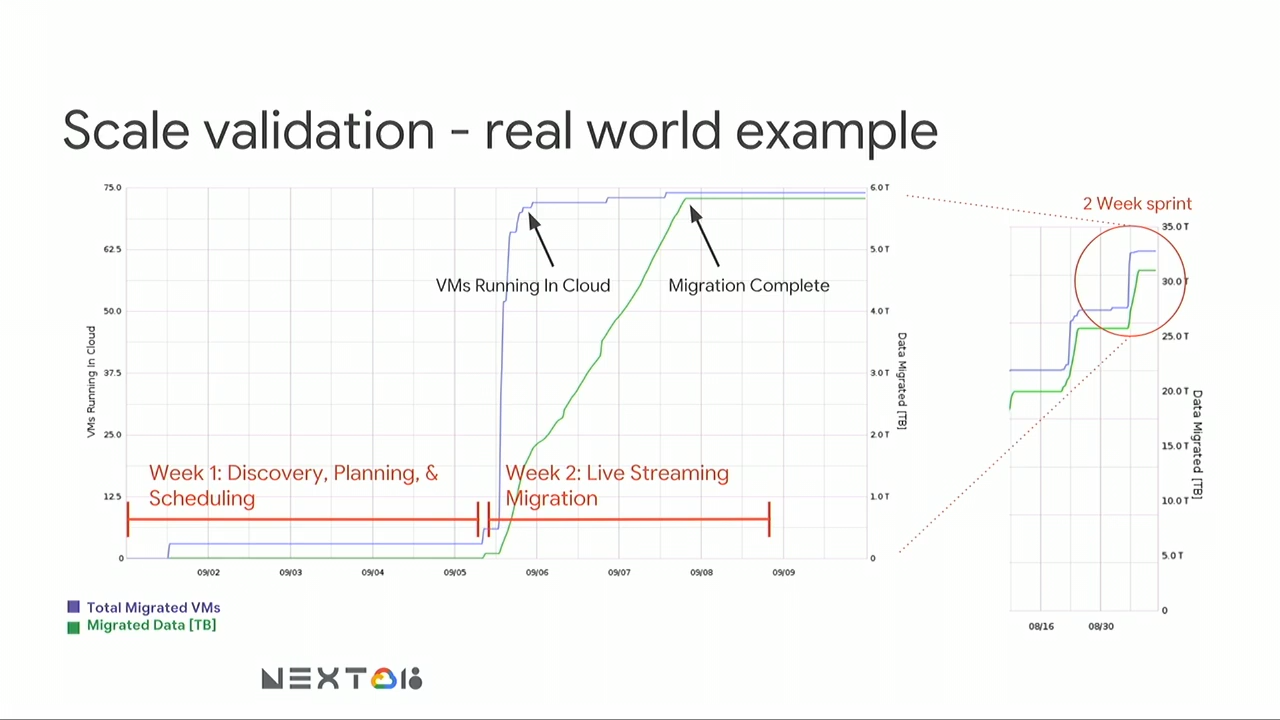 Scale validation - real world example
75.0
62.5
50.0
37.5
25.0
12.5
0
VMs Running In Cloud
6.0 T
5.0 T
4.0 T
3.0 T
2.0 T
1.0 T
0
Data Migrated [TB]
VMs Running In Cloud
Migration Complete
Week 1: Discovery, Planning, &
Scheduling
Week 2: Live Streaming
Migration
09/02
09/03
09/04
09/05
09/06
09/07
09/08
09/09
Total Migrated VMs
Migrated Data [TB]
2 Week sprint
35.0 T
30.0 T
25.0 T
20.0 T
15.0 T
10.0 T
5.0 T
0
Data Migrated [TB]
08/16
08/30
NEXT 18